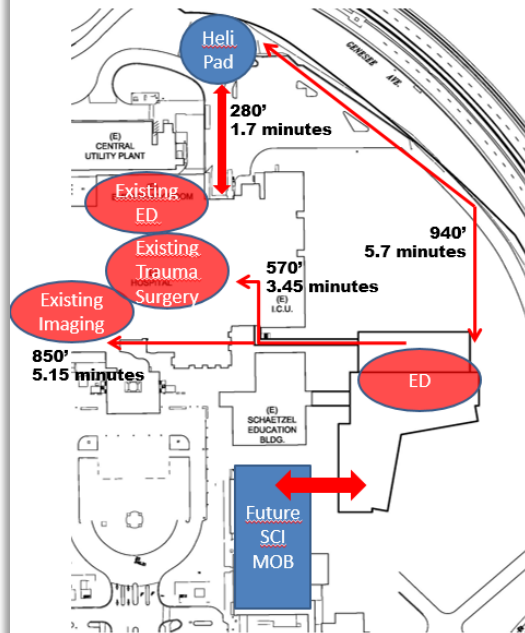 Heli
Pad
GENESEE AVE.
280’
1.7 minutes
(E)
CENTRAL
UTILITY PLANT
Existing
ED
940’
5.7 minutes
Existing
Trauma
Surgery
HOSPITAL
570’
3.45 minutes
(E)
I.C.U.
Existing
Imaging
850’
5.15 minutes
ED
(E)
SCHAETZEL
EDUCATION
BLDG.
Future
SCI
MOB